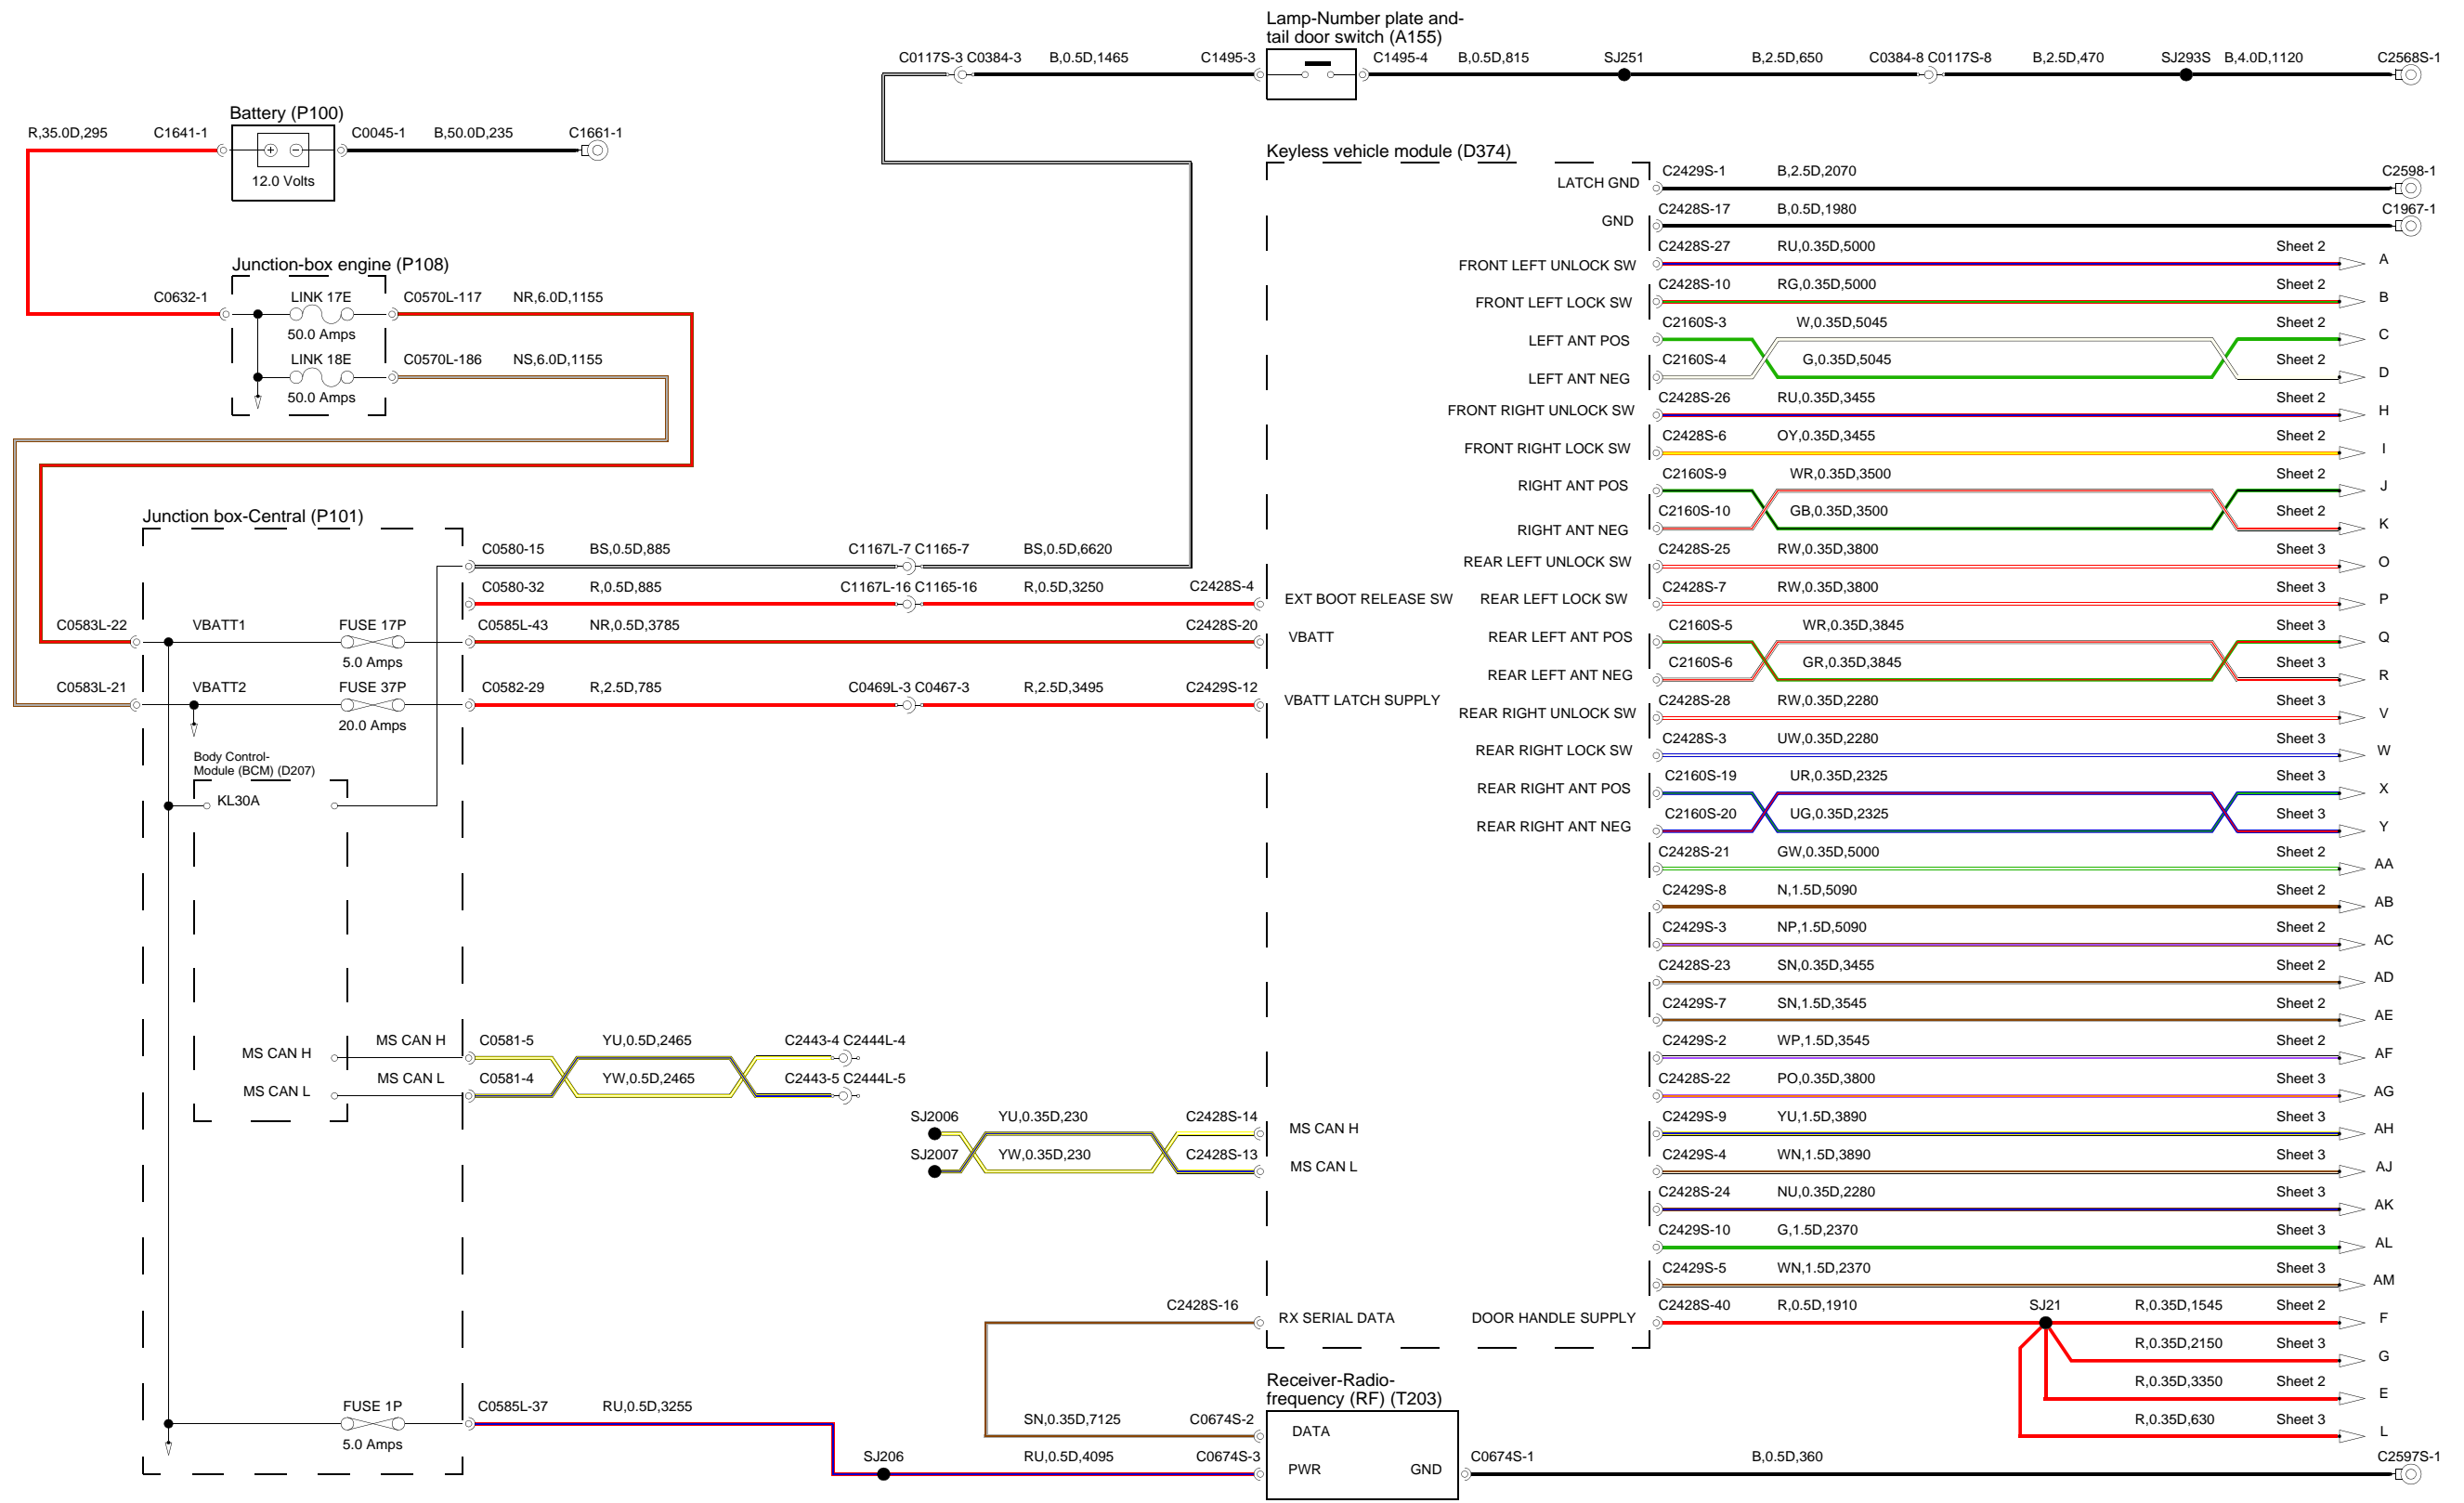 Lamp-Number plate and-
tail door switch (A155)
C0117S-3 C0384-3 B,0.5D,1465 C1495-3 C1495-4 B,0.5D,815 SJ251 B,2.5D,650 C0384-8 C0117S-8 B,2.5D,470 SJ293S B,4.0D,1120 C2568S-1
Battery (P100)
R,35.0D,295 C1641-1 C0045-1 B,50.0D,235 C1661-1
12.0 Volts
Junction-box engine (P108)
C0632-1 LINK 17E C0570L-117 NR,6.0D,1155
50.0 Amps
LINK 18E C0570L-186 NS,6.0D,1155
50.0 Amps
Junction box-Central (P101)
C0580-15 BS,0.5D,885 C1167L-7 C1165-7 BS,0.5D,6620
C0580-32 R,0.5D,885 C1167L-16 C1165-16 R,0.5D,3250 C2428S-4
C0583L-22 VBATT1 FUSE 17P C0585L-43 NR,0.5D,3785 C2428S-20
5.0 Amps
C0583L-21 VBATT2 FUSE 37P C0582-29 R,2.5D,785 C0469L-3 C0467-3 R,2.5D,3495 C2429S-12
20.0 Amps
Body Control-
Module (BCM) (D207)
KL30A
MS CAN H MS CAN H C0581-5 YU,0.5D,2465 C2443-4 C2444L-4
MS CAN L MS CAN L C0581-4 YW,0.5D,2465 C2443-5 C2444L-5
SJ2006 YU,0.35D,230 C2428S-14
SJ2007 YW,0.35D,230 C2428S-13
C2428S-16
FUSE 1P C0585L-37 RU,0.5D,3255
5.0 Amps
SJ206
Keyless vehicle module (D374)
EXT BOOT RELEASE SW
VBATT
VBATT LATCH SUPPLY
MS CAN H
MS CAN L
RX SERIAL DATA
LATCH GND C2429S-1 B,2.5D,2070 C2598-1
GND C2428S-17 B,0.5D,1980 C1967-1
FRONT LEFT UNLOCK SW C2428S-27 RU,0.35D,5000 Sheet 2 A
FRONT LEFT LOCK SW C2428S-10 RG,0.35D,5000 Sheet 2 B
LEFT ANT POS C2160S-3 W,0.35D,5045 Sheet 2 C
LEFT ANT NEG C2160S-4 G,0.35D,5045 Sheet 2 D
FRONT RIGHT UNLOCK SW C2428S-26 RU,0.35D,3455 Sheet 2 H
FRONT RIGHT LOCK SW C2428S-6 OY,0.35D,3455 Sheet 2 I
RIGHT ANT POS C2160S-9 WR,0.35D,3500 Sheet 2 J
RIGHT ANT NEG C2160S-10 GB,0.35D,3500 Sheet 2 K
REAR LEFT UNLOCK SW C2428S-25 RW,0.35D,3800 Sheet 3 O
REAR LEFT LOCK SW C2428S-7 RW,0.35D,3800 Sheet 3 P
REAR LEFT ANT POS C2160S-5 WR,0.35D,3845 Sheet 3 Q
REAR LEFT ANT NEG C2160S-6 GR,0.35D,3845 Sheet 3 R
REAR RIGHT UNLOCK SW C2428S-28 RW,0.35D,2280 Sheet 3 V
REAR RIGHT LOCK SW C2428S-3 UW,0.35D,2280 Sheet 3 W
REAR RIGHT ANT POS C2160S-19 UR,0.35D,2325 Sheet 3 X
REAR RIGHT ANT NEG C2160S-20 UG,0.35D,2325 Sheet 3 Y
C2428S-21 GW,0.35D,5000 Sheet 2 AA
C2429S-8 N,1.5D,5090 Sheet 2 AB
C2429S-3 NP,1.5D,5090 Sheet 2 AC
C2428S-23 SN,0.35D,3455 Sheet 2 AD
C2429S-7 SN,1.5D,3545 Sheet 2 AE
C2429S-2 WP,1.5D,3545 Sheet 2 AF
C2428S-22 PO,0.35D,3800 Sheet 3 AG
C2429S-9 YU,1.5D,3890 Sheet 3 AH
C2429S-4 WN,1.5D,3890 Sheet 3 AJ
C2428S-24 NU,0.35D,2280 Sheet 3 AK
C2429S-10 G,1.5D,2370 Sheet 3 AL
C2429S-5 WN,1.5D,2370 Sheet 3 AM
DOOR HANDLE SUPPLY C2428S-40 R,0.5D,1910 SJ21 R,0.35D,1545 Sheet 2 F
R,0.35D,2150 Sheet 3 G
R,0.35D,3350 Sheet 2 E
R,0.35D,630 Sheet 3 L
Receiver-Radio-
frequency (RF) (T203)
SN,0.35D,7125 C0674S-2 DATA
RU,0.5D,4095 C0674S-3 PWR GND C0674S-1 B,0.5D,360 C2597S-1